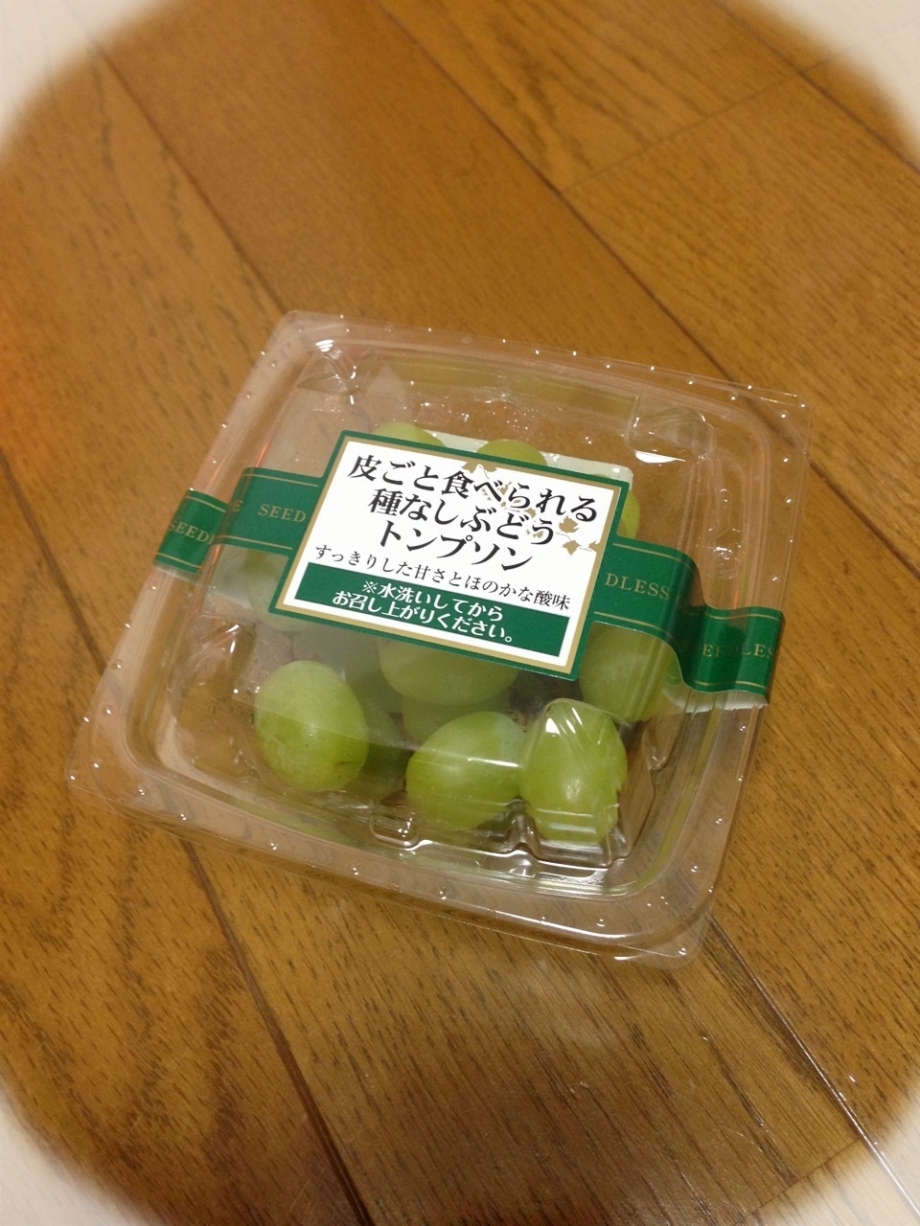 皮ごと食べられる
種なしぶどう
トンプソン
すっきりした甘さとほのかな酸味
※水洗いしてから
お召し上がりください。
SEED
DLESS